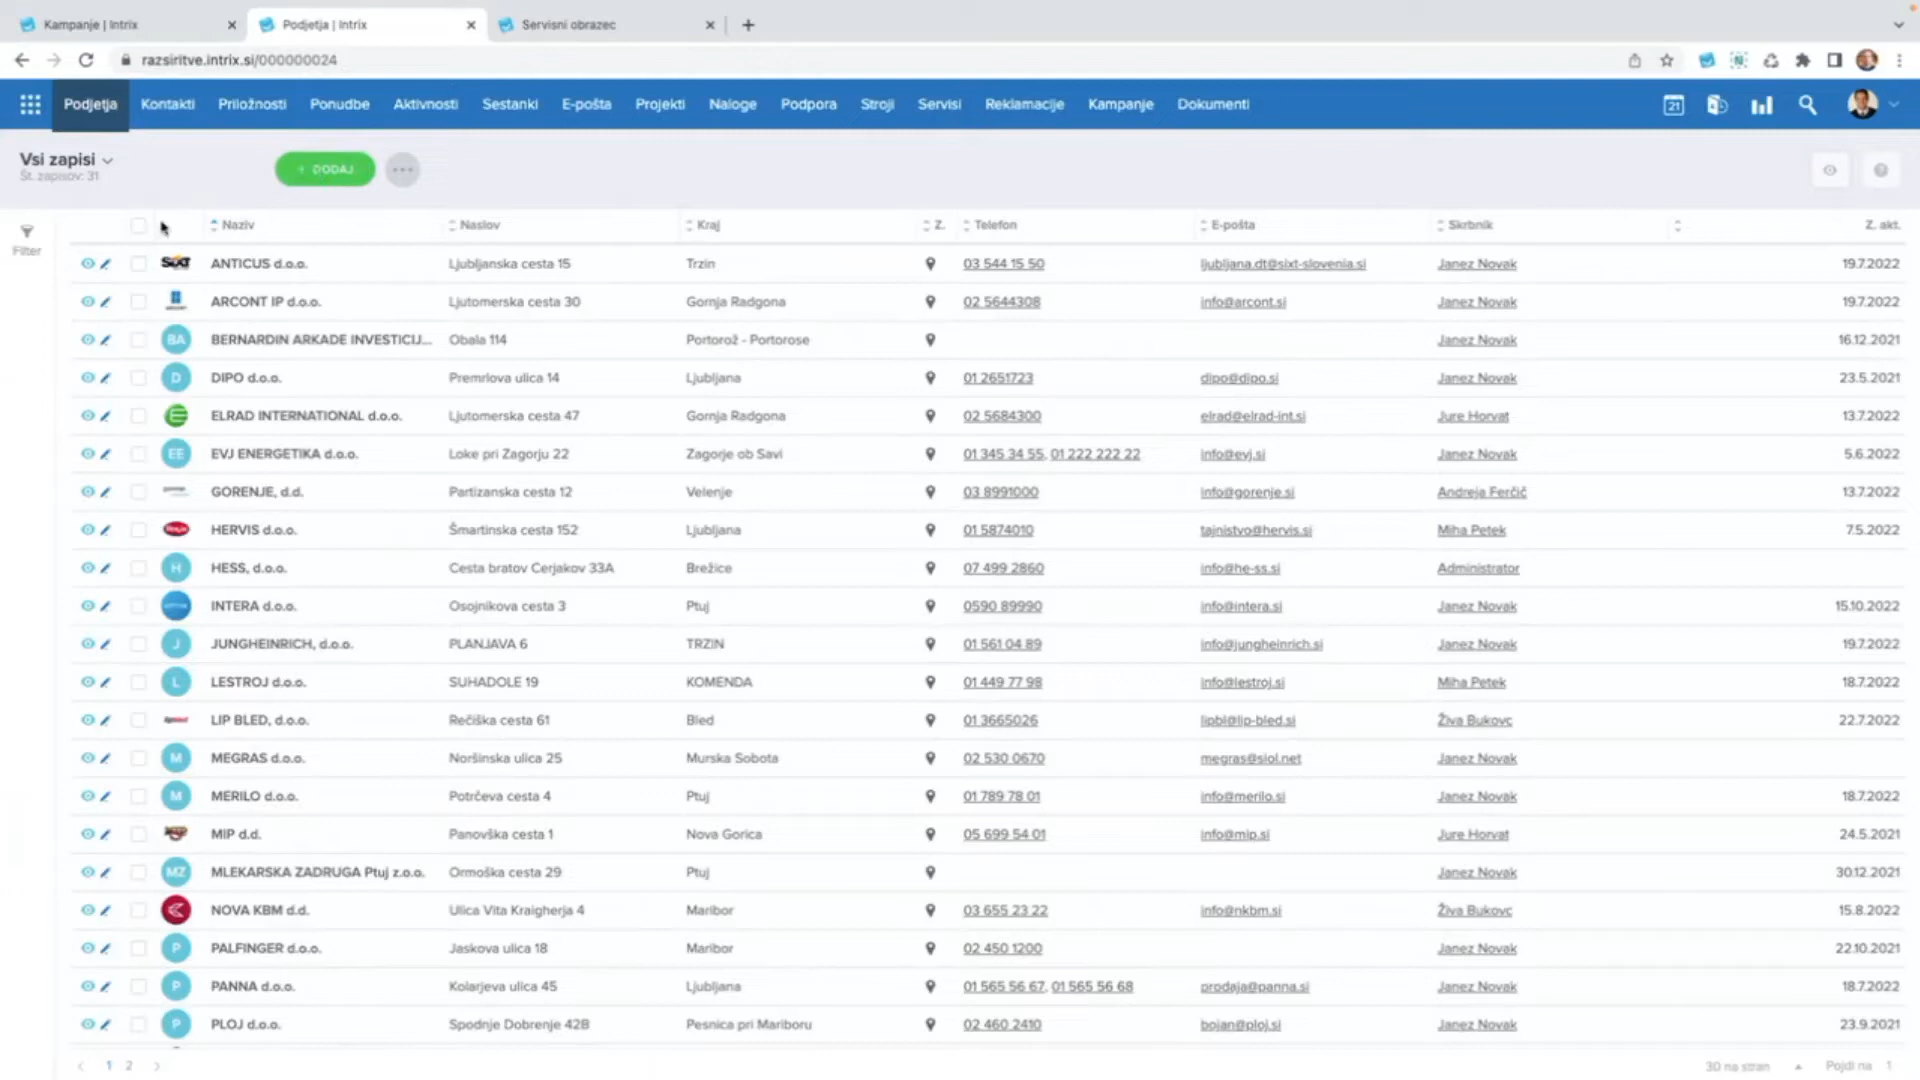 Kampanje | Intrix
Podjetja | Intrix
Servisni obrazec
razsiritve.intrix.si/000000024
Podjetja Kontakti Priložnosti Ponudbe Aktivnosti Sestanki E-pošta Projekti Naloge Podpora Stroji Servisi Reklamacije Kampanje Dokumenti 21
Vsi zapisi
Št. zapisov: 31
+ DODAJ
Filter
Naziv Naslov Kraj Z. Telefon E-pošta Skrbnik Z. akt.
SIXT ANTICUS d.o.o. Ljubljanska cesta 15 Trzin 03 544 15 50 ljubljana.dt@sixt-slovenia.si Janez Novak 19.7.2022
ARCONT IP d.o.o. Ljutomerska cesta 30 Gornja Radgona 02 5644308 info@arcont.si Janez Novak 19.7.2022
BA BERNARDIN ARKADE INVESTICIJ... Obala 114 Portorož - Portorose Janez Novak 16.12.2021
D DIPO d.o.o. Premrlova ulica 14 Ljubljana 01 2651723 dipo@dipo.si Janez Novak 23.5.2021
ELRAD INTERNATIONAL d.o.o. Ljutomerska cesta 47 Gornja Radgona 02 5684300 elrad@elrad-int.si Jure Horvat 13.7.2022
EE EVJ ENERGETIKA d.o.o. Loke pri Zagorju 22 Zagorje ob Savi 01 345 34 55, 01 222 222 22 info@evj.si Janez Novak 5.6.2022
GORENJE, d.d. Partizanska cesta 12 Velenje 03 8991000 info@gorenje.si Andreja Ferčič 13.7.2022
HERVIS d.o.o. Šmartinska cesta 152 Ljubljana 01 5874010 tajnistvo@hervis.si Miha Petek 7.5.2022
H HESS, d.o.o. Cesta bratov Cerjakov 33A Brežice 07 499 2860 info@he-ss.si Administrator
INTERA d.o.o. Osojnikova cesta 3 Ptuj 0590 89990 info@intera.si Janez Novak 15.10.2022
J JUNGHEINRICH, d.o.o. PLANJAVA 6 TRZIN 01 561 04 89 info@jungheinrich.si Janez Novak 19.7.2022
L LESTROJ d.o.o. SUHADOLE 19 KOMENDA 01 449 77 98 info@lestroj.si Miha Petek 18.7.2022
LIP BLED, d.o.o. Rečiška cesta 61 Bled 01 3665026 lipbl@lip-bled.si Živa Bukovc 22.7.2022
M MEGRAS d.o.o. Noršinska ulica 25 Murska Sobota 02 530 0670 megras@siol.net Janez Novak
M MERILO d.o.o. Potrčeva cesta 4 Ptuj 01 789 78 01 info@merilo.si Janez Novak 18.7.2022
MIP d.d. Panovška cesta 1 Nova Gorica 05 699 54 01 info@mip.si Jure Horvat 24.5.2021
MZ MLEKARSKA ZADRUGA Ptuj z.o.o. Ormoška cesta 29 Ptuj Janez Novak 30.12.2021
NOVA KBM d.d. Ulica Vita Kraigherja 4 Maribor 03 655 23 22 info@nkbm.si Živa Bukovc 15.8.2022
P PALFINGER d.o.o. Jaskova ulica 18 Maribor 02 450 1200 Janez Novak 22.10.2021
P PANNA d.o.o. Kolarjeva ulica 45 Ljubljana 01 565 56 67, 01 565 56 68 prodaja@panna.si Janez Novak 18.7.2022
P PLOJ d.o.o. Spodnje Dobrenje 42B Pesnica pri Mariboru 02 460 2410 bojan@ploj.si Janez Novak 23.9.2021
1 2 30 na stran Pojdi na 1